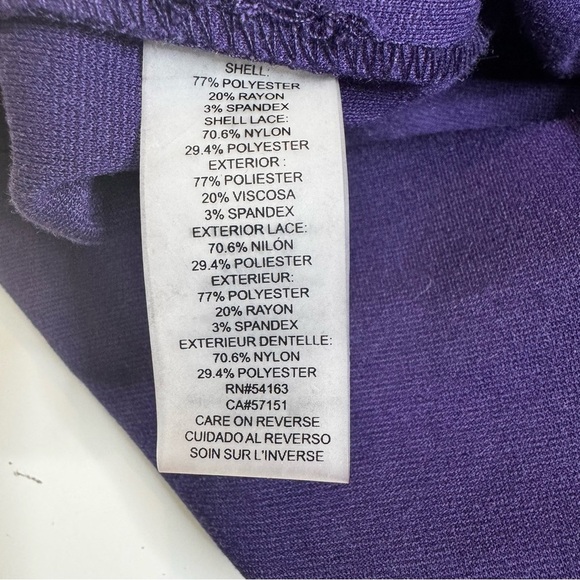 SHELL:
77% POLYESTER
20% RAYON
3% SPANDEX
SHELL LACE:
70.6% NYLON
29.4% POLYESTER
EXTERIOR :
77% POLIESTER
20% VISCOSA
3% SPANDEX
EXTERIOR LACE:
70.6% NILÓN
29.4% POLIESTER
EXTERIEUR:
77% POLYESTER
20% RAYON
3% SPANDEX
EXTERIEUR DENTELLE:
70.6% NYLON
29.4% POLYESTER
RN#54163
CA#57151
CARE ON REVERSE
CUIDADO AL REVERSO
SOIN SUR L'INVERSE